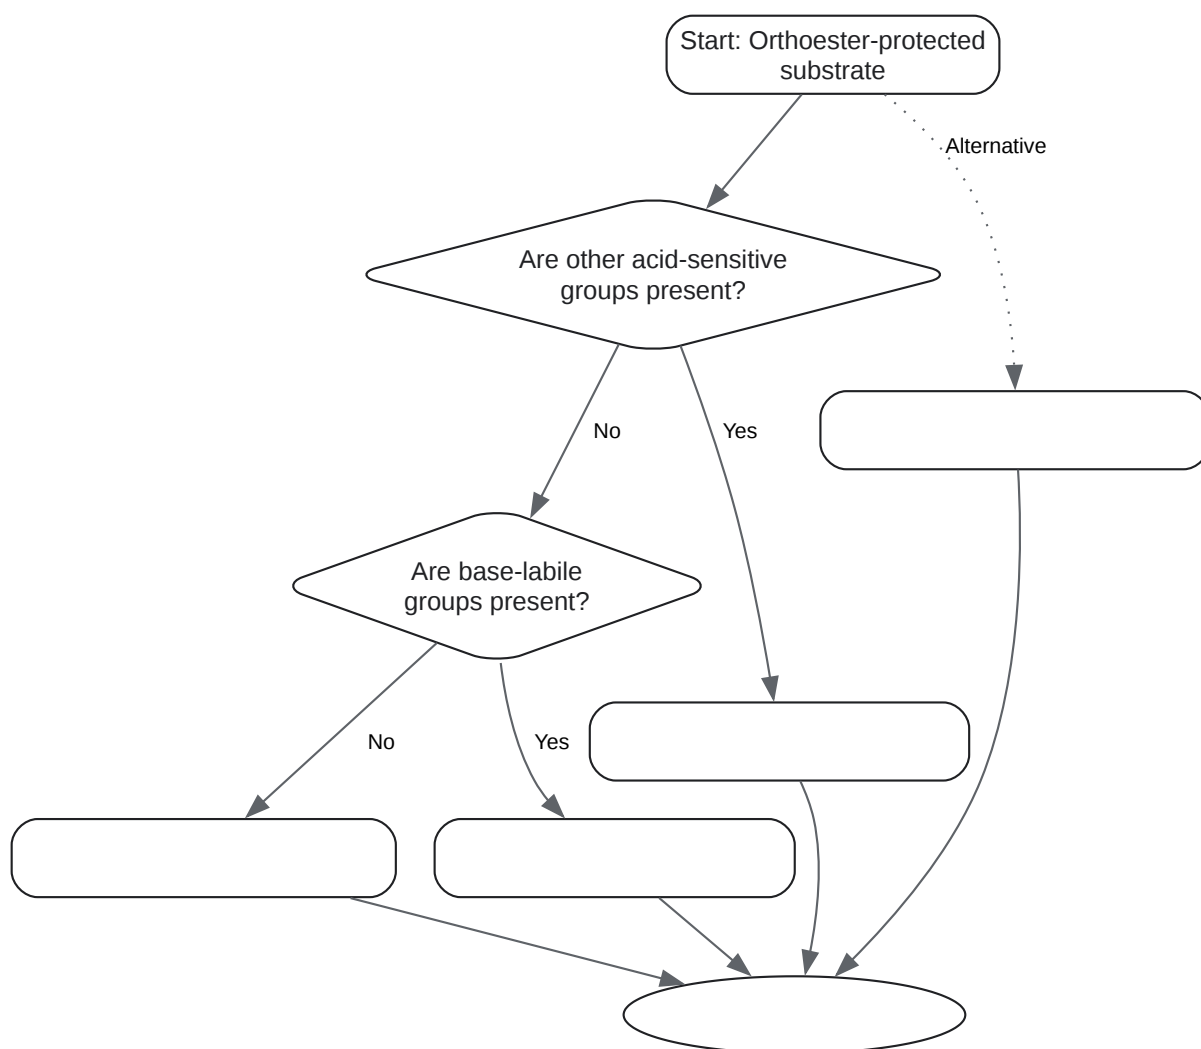 Start: Orthoester-protected
substrate
Alternative
Are other acid-sensitive
groups present?
No
Yes
Are base-labile
groups present?
No
Yes